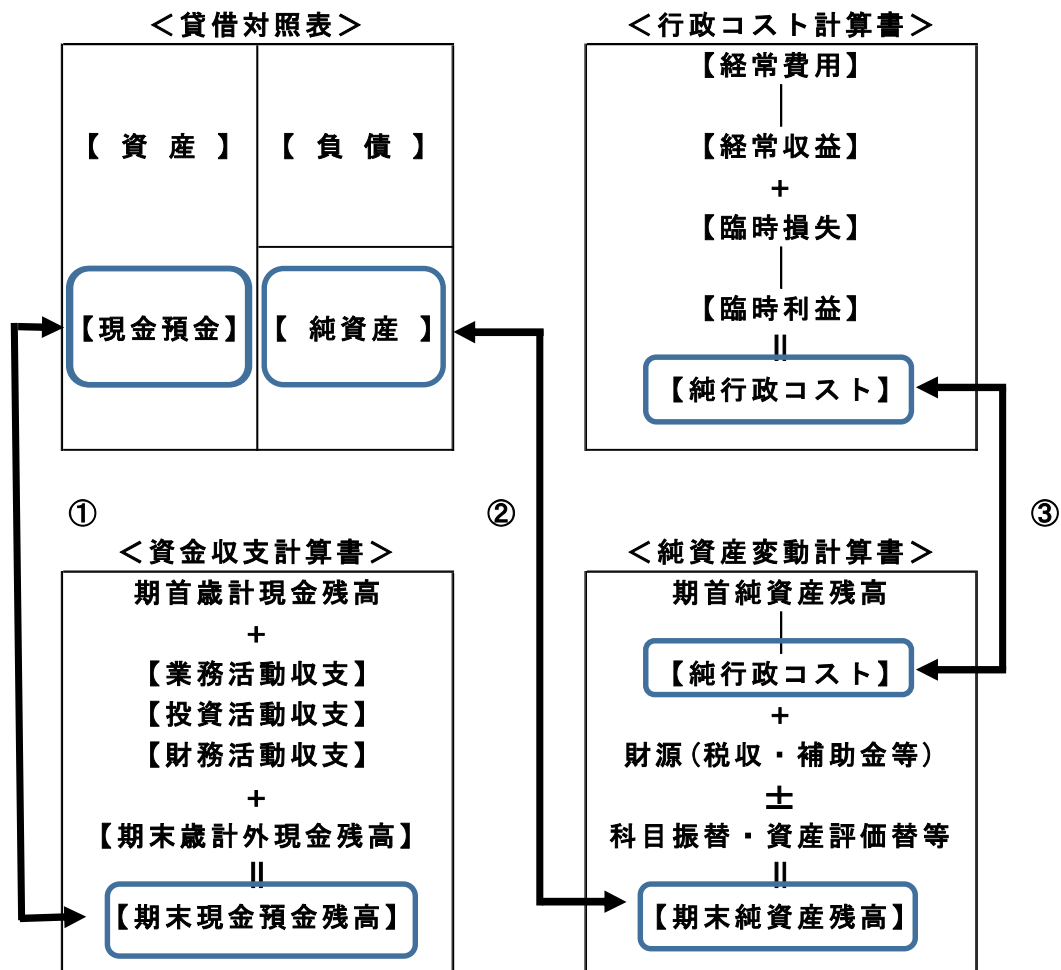 ＜貸借対照表＞
【 資 産 】
【 負 債 】
【現金預金】
【 純資産 】
＜行政コスト計算書＞
【経常費用】
｜
【経常収益】
+
【臨時損失】
｜
【臨時利益】
॥
【純行政コスト】
①
②
③
＜資金収支計算書＞
期首歳計現金残高
+
【業務活動収支】
【投資活動収支】
【財務活動収支】
+
【期末歳計外現金残高】
॥
【期末現金預金残高】
＜純資産変動計算書＞
期首純資産残高
｜
【純行政コスト】
+
財源(税収・補助金等)
±
科目振替・資産評価替等
॥
【期末純資産残高】